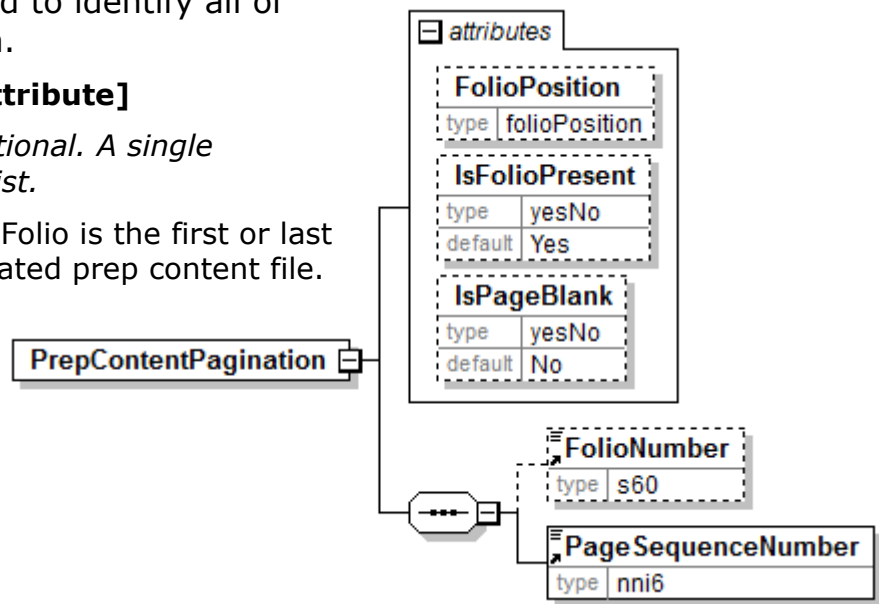 d to identify all of
.
ttribute]
tional. A single
ist.
Folio is the first or last
ated prep content file.
attributes
FolioPosition
type folioPosition
IsFolioPresent
type yesNo
default Yes
IsPageBlank
type yesNo
default No
PrepContentPagination
FolioNumber
type s60
PageSequenceNumber
type nni6